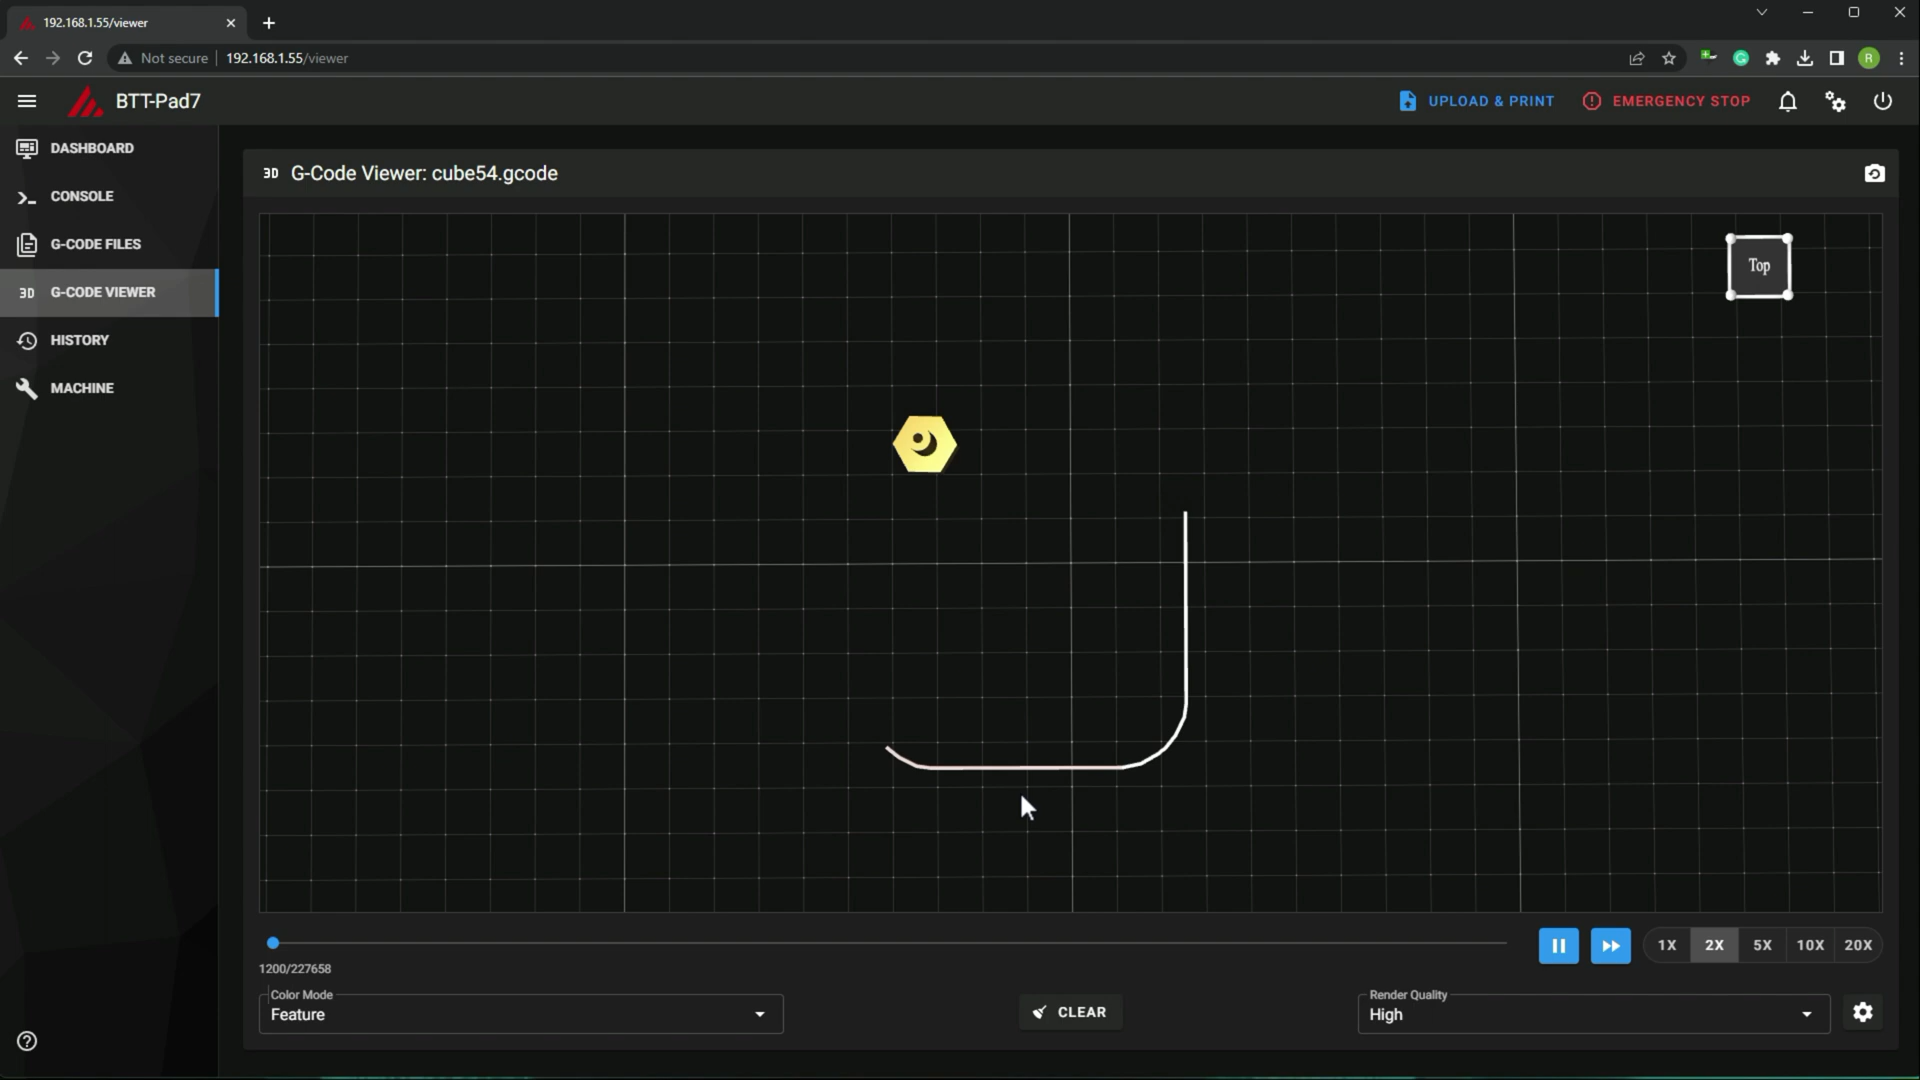 192.168.1.55/viewer
Not secure
192.168.1.55/viewer
R
BTT-Pad7
UPLOAD & PRINT
EMERGENCY STOP
DASHBOARD
CONSOLE
G-CODE FILES
3D G-CODE VIEWER
HISTORY
MACHINE
3D G-Code Viewer: cube54.gcode
Top
1X
2X
5X
10X
20X
1200/227658
Color Mode
Feature
CLEAR
Render Quality
High